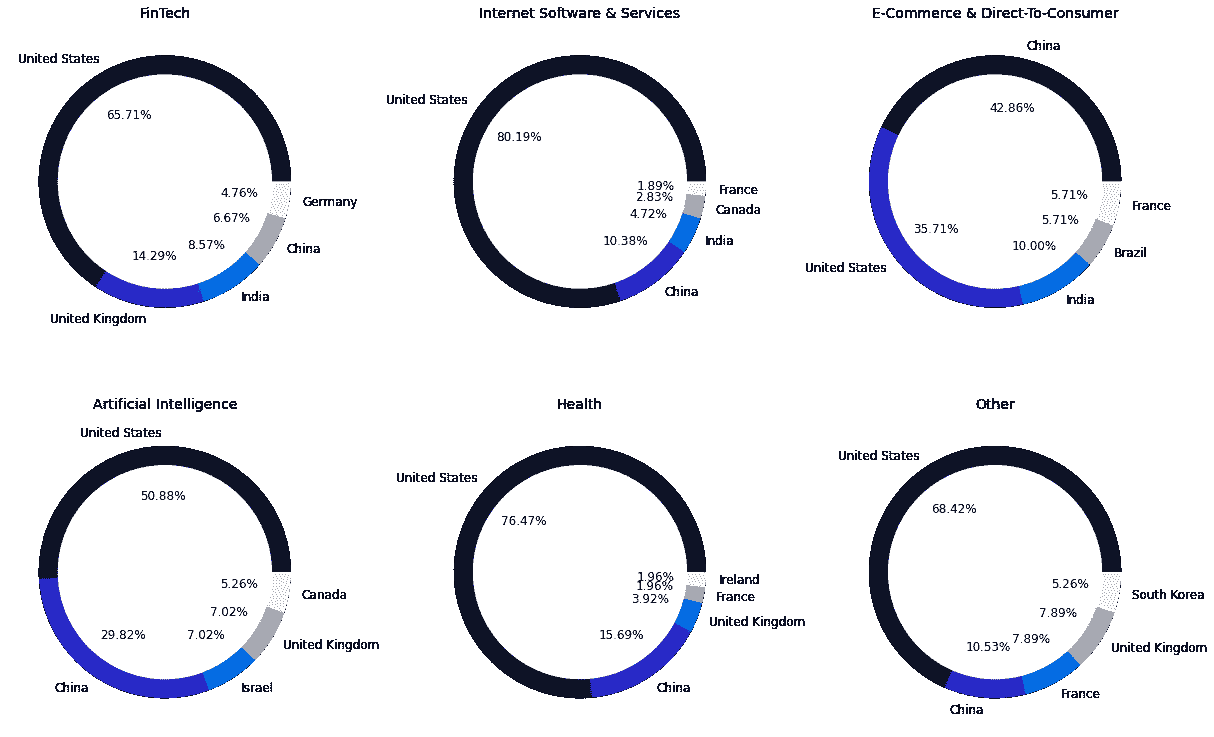 FinTech
United States
65.71%
4.76%
Germany
6.67%
China
8.57%
14.29%
India
United Kingdom
Internet Software & Services
United States
80.19%
1.89%
France
2.83%
Canada
4.72%
India
10.38%
China
E-Commerce & Direct-To-Consumer
China
42.86%
5.71%
France
5.71%
35.71%
10.00%
Brazil
United States
India
Artificial Intelligence
United States
50.88%
5.26%
Canada
7.02%
29.82%
7.02%
United Kingdom
China
Israel
Health
United States
76.47%
1.96%
Ireland
1.96%
France
3.92%
United Kingdom
15.69%
China
Other
United States
68.42%
5.26%
South Korea
7.89%
7.89%
10.53%
United Kingdom
France
China